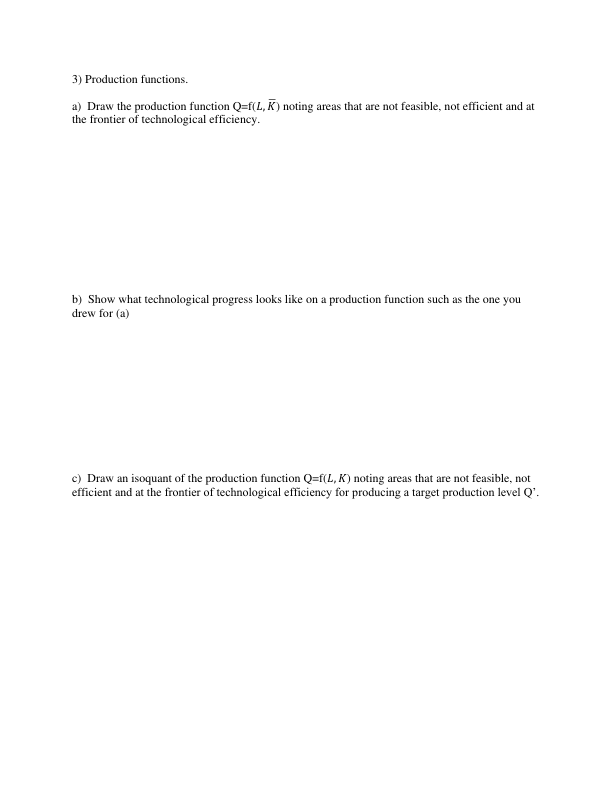 3) Production functions.
a) Draw the production function Q=f(L, K̅) noting areas that are not feasible, not efficient and at
the frontier of technological efficiency.
b) Show what technological progress looks like on a production function such as the one you
drew for (a)
c) Draw an isoquant of the production function Q=f(L, K) noting areas that are not feasible, not
efficient and at the frontier of technological efficiency for producing a target production level Q’.